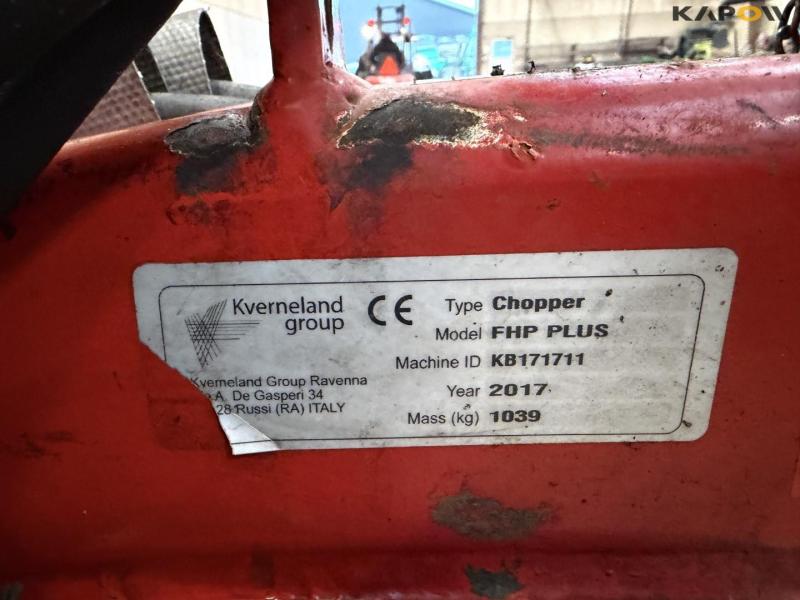 KAPOW
Kverneland
group
CE
Type Chopper
Model FHP PLUS
Machine ID KB171711
Year 2017
Mass (kg) 1039
Kverneland Group Ravenna
A. De Gasperi 34
28 Russi (RA) ITALY